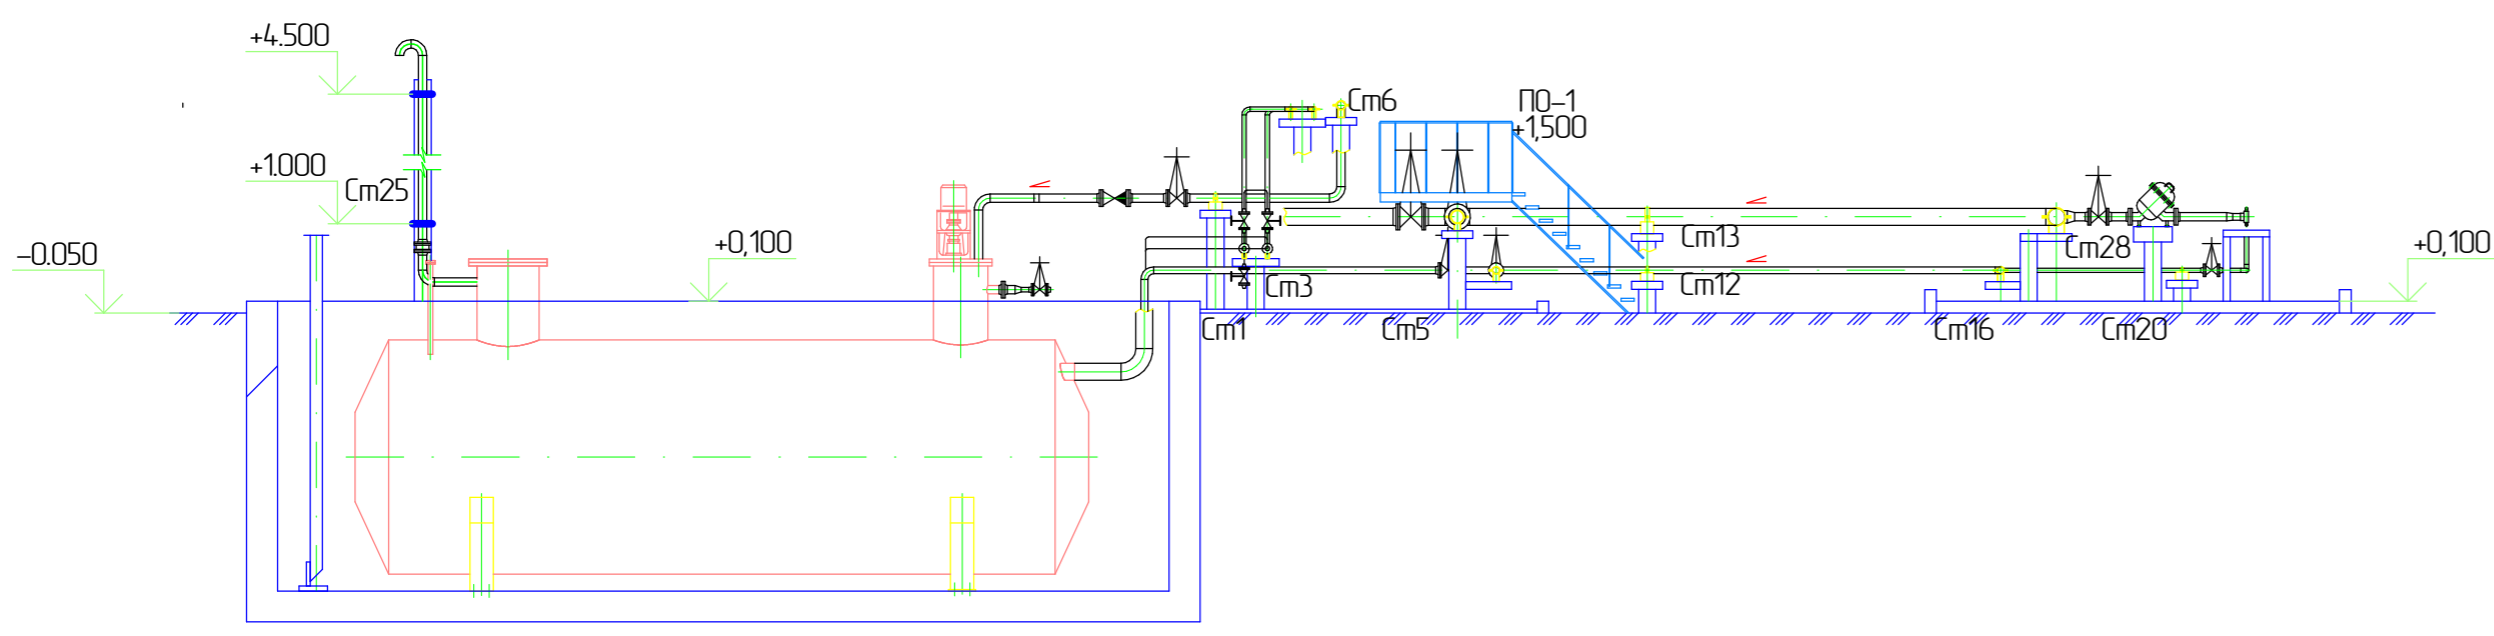 +4.500
Ст6
ПО-1
+1,500
+1.000
Ст25
-0.050
+0,100
Ст13
Ст28
+0,100
Ст3
Ст12
Ст1
Ст5
Ст16
Ст20